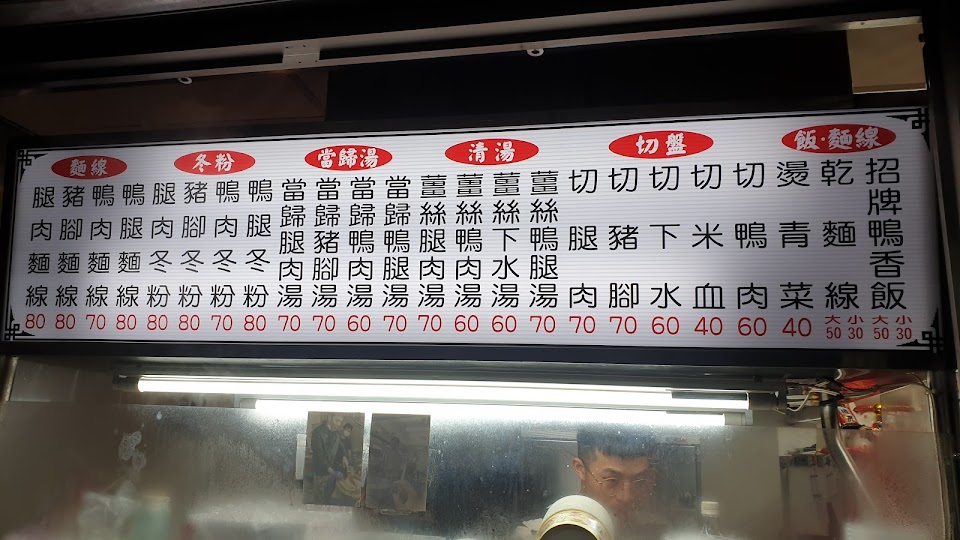 飯·麵線
招牌鴨香飯
大50 小30
乾麵線
大50 小30
燙青菜
40
切盤
切鴨肉
60
切米血
40
切下水
60
切豬腳
70
切腿肉
70
清湯
薑絲鴨腿湯
70
薑絲下水湯
60
薑絲鴨肉湯
60
薑絲腿肉湯
70
當歸湯
當歸鴨腿湯
70
當歸鴨肉湯
60
當歸豬腳湯
70
當歸腿肉湯
70
冬粉
鴨腿冬粉
80
鴨肉冬粉
70
豬腳冬粉
80
腿肉冬粉
80
麵線
鴨腿麵線
80
鴨肉麵線
70
豬腳麵線
80
腿肉麵線
80